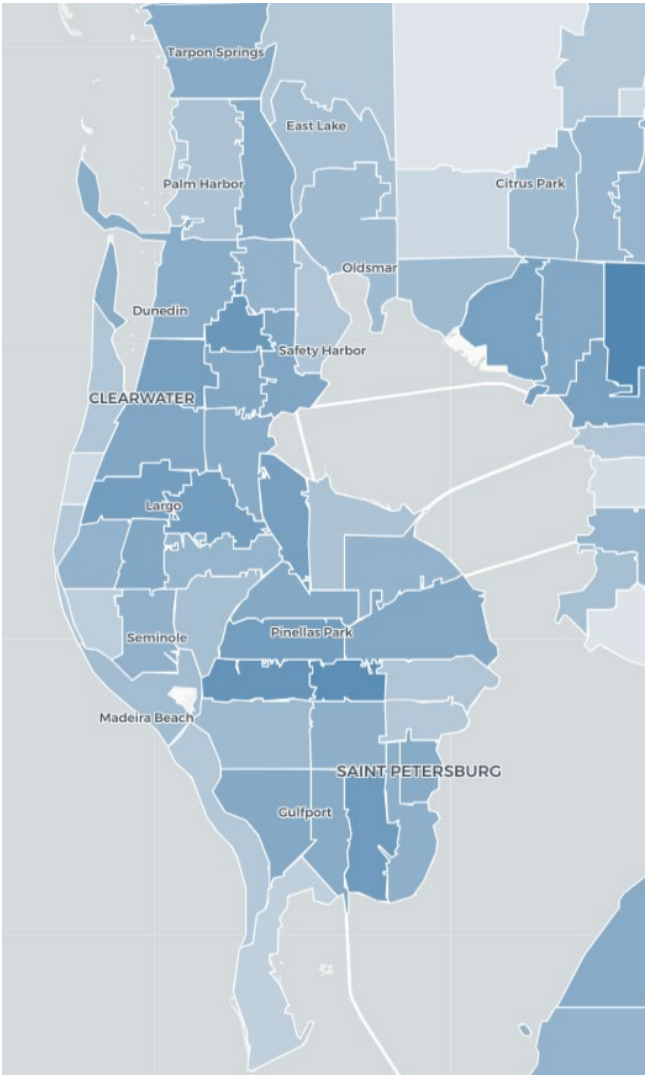 Tarpon Springs
East Lake
Palm Harbor
Citrus Park
Oldsmar
Dunedin
Safety Harbor
CLEARWATER
Largo
Pinellas Park
Seminole
Madeira Beach
SAINT PETERSBURG
Gulfport